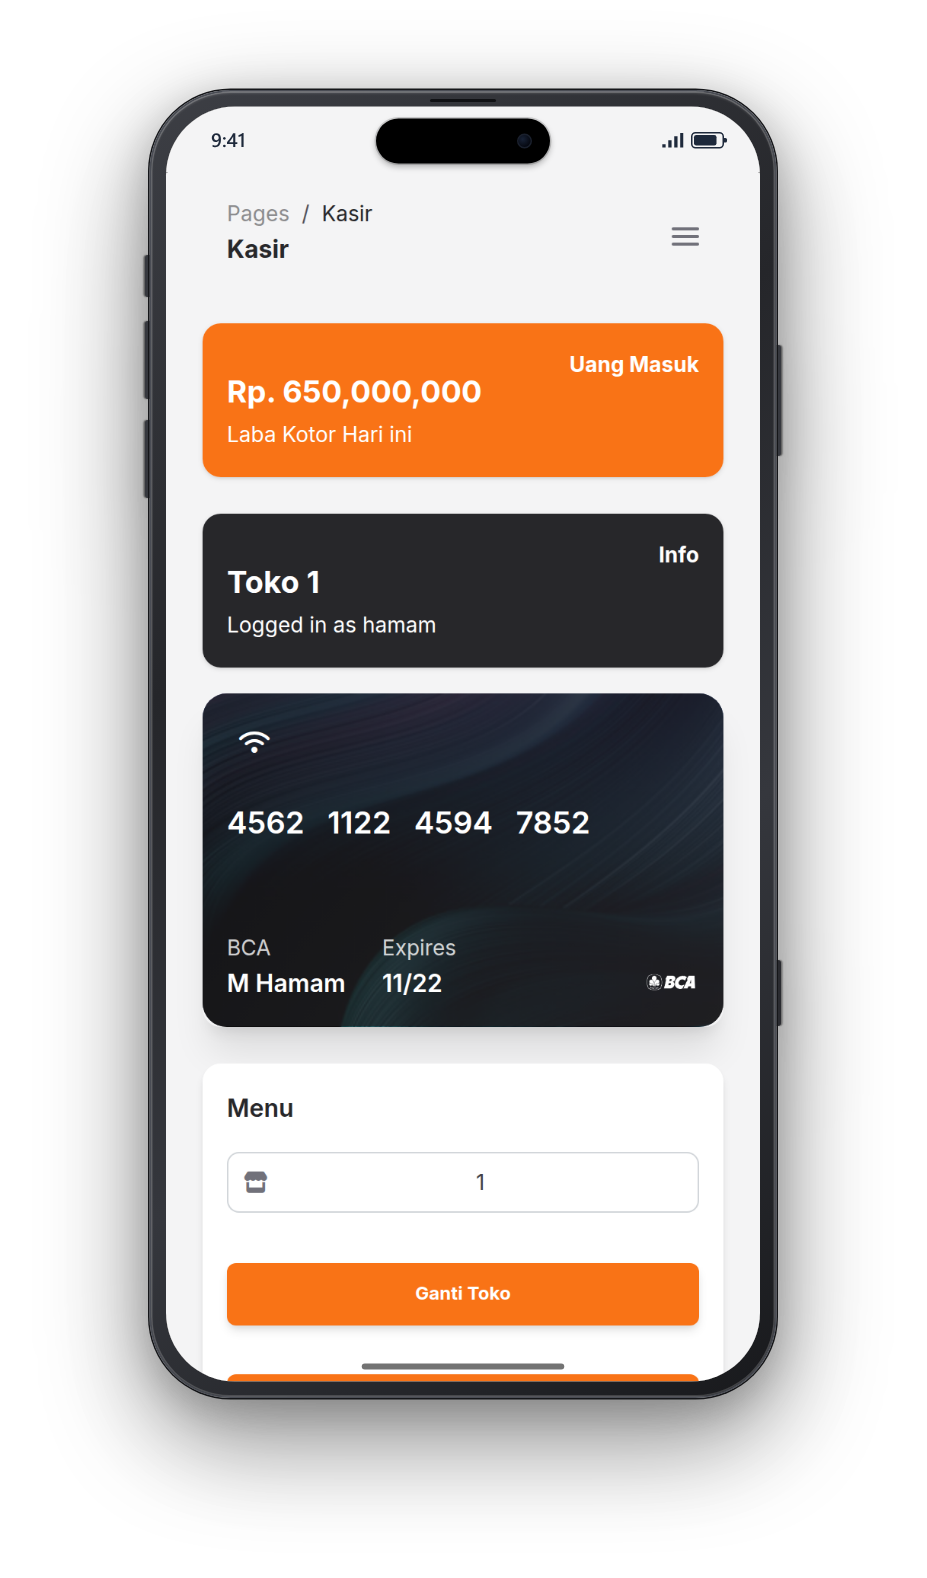 9:41
Pages / Kasir
Kasir
Uang Masuk
Rp. 650,000,000
Laba Kotor Hari ini
Info
Toko 1
Logged in as hamam
4562 1122 4594 7852
BCA Expires
M Hamam 11/22
BCA
Menu
1
Ganti Toko